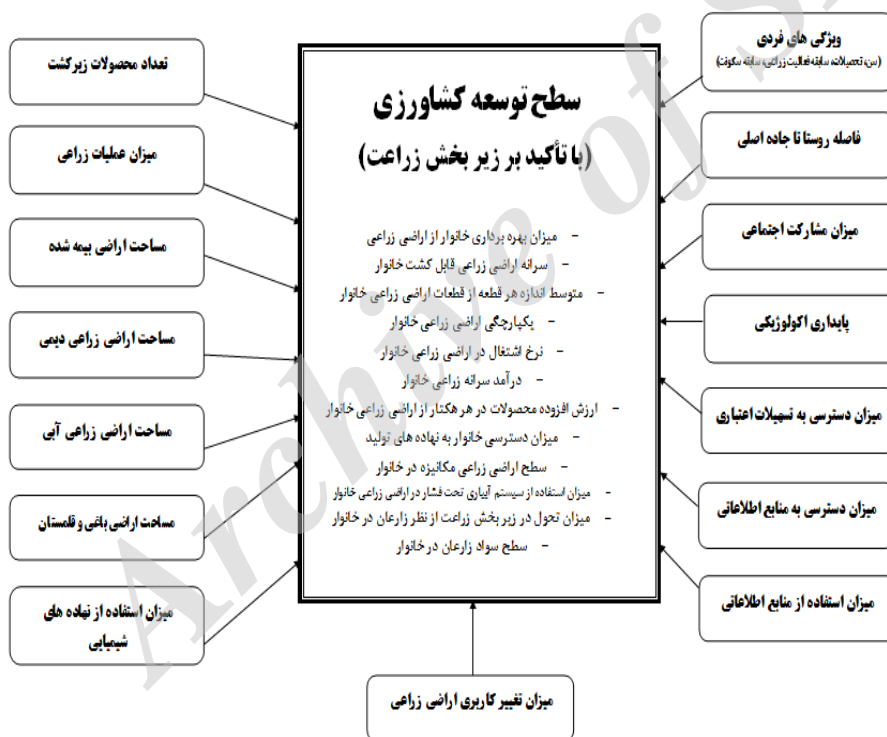 ویژگی های فردی
(سن، تحصیلات، سابقه فعالیت زراعی، سابقه سکونت)
فاصله روستا تا جاده اصلی
میزان مشارکت اجتماعی
پایداری اکولوژیکی
میزان دسترسی به تسهیلات اعتباری
میزان دسترسی به منابع اطلاعاتی
میزان استفاده از منابع اطلاعاتی
سطح توسعه کشاورزی
(با تأکید بر زیر بخش زراعت)
- میزان بهره برداری خانوار از اراضی زراعی
- سرانه اراضی زراعی قابل کشت خانوار
- متوسط اندازه هر قطعه از قطعات اراضی زراعی خانوار
- یکپارچگی اراضی زراعی خانوار
- نرخ اشتغال در اراضی زراعی خانوار
- درآمد سرانه زراعی خانوار
- ارزش افزوده محصولات در هر هکتار از اراضی زراعی خانوار
- میزان دسترسی خانوار به نهاده های تولید
- سطح اراضی زراعی مکانیزه در خانوار
- میزان استفاده از سیستم آبیاری تحت فشار در اراضی زراعی خانوار
- میزان تحول در زیر بخش زراعت از نظر زارعان در خانوار
- سطح سواد زارعان در خانوار
تعداد محصولات زیرکشت
میزان عملیات زراعی
مساحت اراضی بیمه شده
مساحت اراضی زراعی دیمی
مساحت اراضی زراعی آبی
مساحت اراضی باغی و قلمستان
میزان استفاده از نهاده های
شیمیایی
میزان تغییر کاربری اراضی زراعی
Archive of S